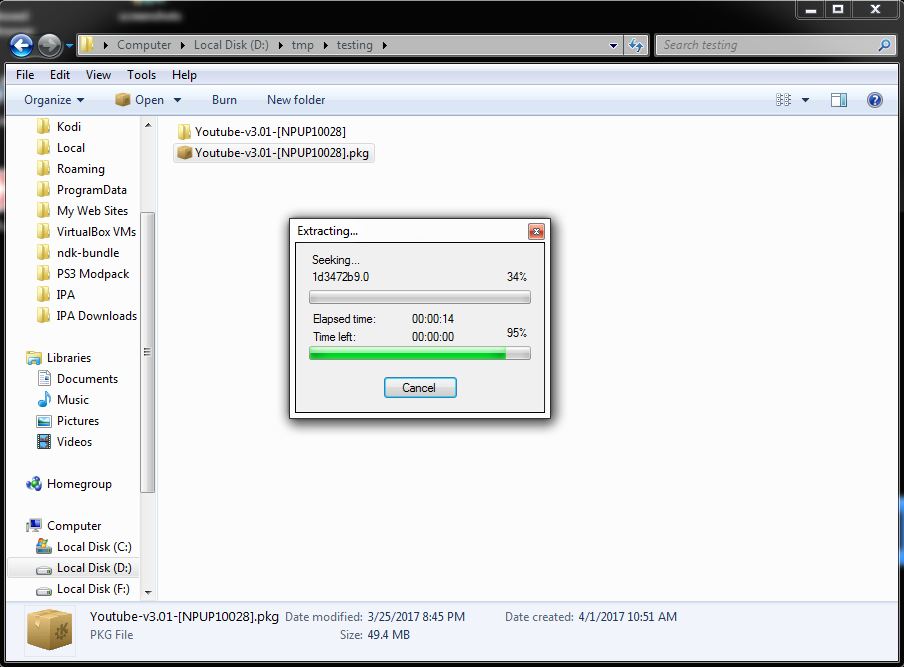 Computer Local Disk (D:) tmp testing
Search testing
File Edit View Tools Help
Organize Open Burn New folder
Kodi
Local
Roaming
ProgramData
My Web Sites
VirtualBox VMs
ndk-bundle
PS3 Modpack
IPA
IPA Downloads
Libraries
Documents
Music
Pictures
Videos
Homegroup
Computer
Local Disk (C:)
Local Disk (D:)
Local Disk (F:)
Youtube-v3.01-[NPUP10028]
Youtube-v3.01-[NPUP10028].pkg
Extracting...
Seeking...
1d3472b9.0 34%
Elapsed time: 00:00:14
Time left: 00:00:00 95%
Cancel
Youtube-v3.01-[NPUP10028].pkg Date modified: 3/25/2017 8:45 PM Date created: 4/1/2017 10:51 AM
PKG File Size: 49.4 MB